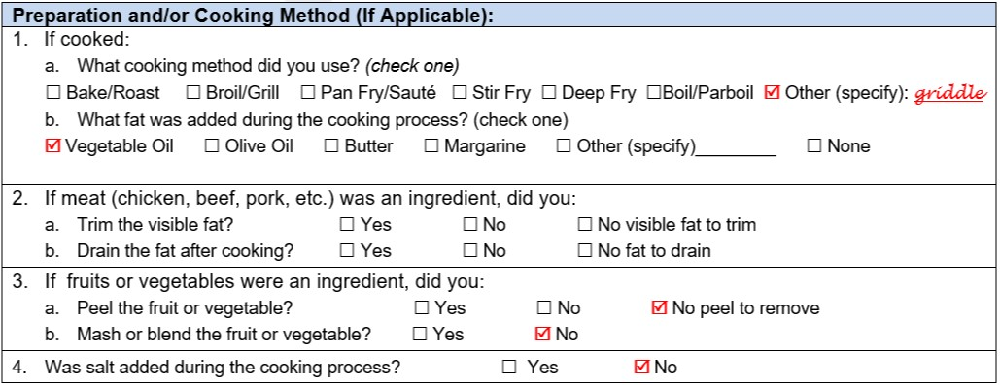 Preparation and/or Cooking Method (If Applicable):
1. If cooked:
a. What cooking method did you use? (check one)
☐ Bake/Roast ☐ Broil/Grill ☐ Pan Fry/Sauté ☐ Stir Fry ☐ Deep Fry ☐Boil/Parboil ☑ Other (specify): griddle
b. What fat was added during the cooking process? (check one)
☑ Vegetable Oil ☐ Olive Oil ☐ Butter ☐ Margarine ☐ Other (specify)________ ☐ None
2. If meat (chicken, beef, pork, etc.) was an ingredient, did you:
a. Trim the visible fat? ☐ Yes ☐ No ☐ No visible fat to trim
b. Drain the fat after cooking? ☐ Yes ☐ No ☐ No fat to drain
3. If fruits or vegetables were an ingredient, did you:
a. Peel the fruit or vegetable? ☐ Yes ☐ No ☑ No peel to remove
b. Mash or blend the fruit or vegetable? ☐ Yes ☑ No
4. Was salt added during the cooking process? ☐ Yes ☑ No